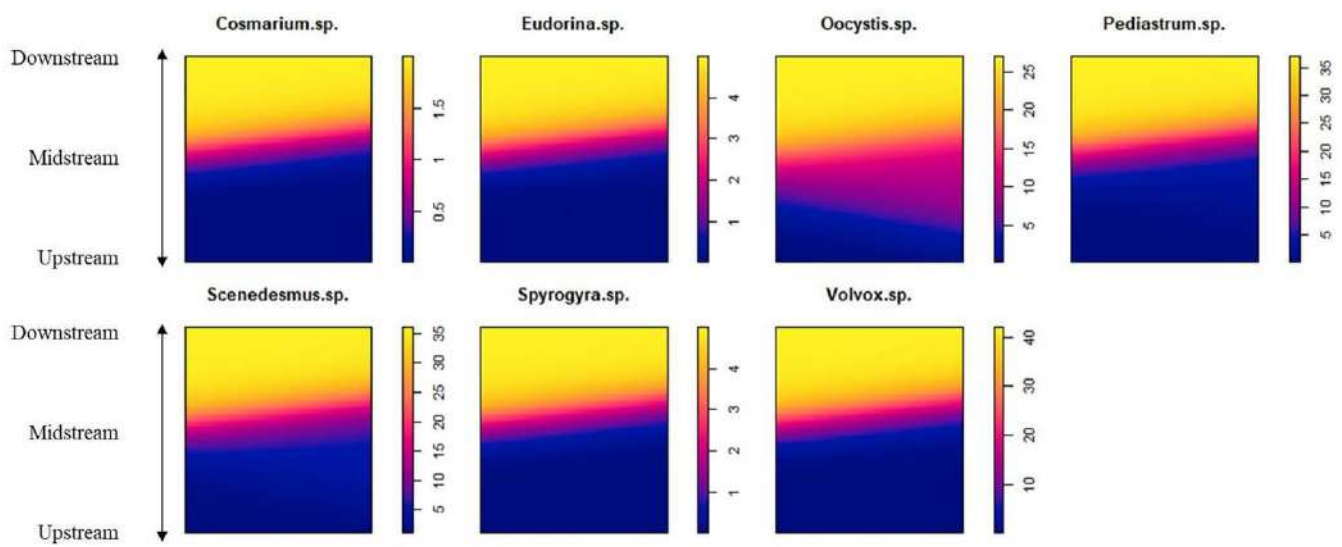 Cosmarium.sp.
Eudorina.sp.
Oocystis.sp.
Pediastrum.sp.
Downstream
Midstream
Upstream
0.5
1
1.5
1
2
3
4
5
10
15
20
25
5
10
15
20
25
30
35
Scenedesmus.sp.
Spyrogyra.sp.
Volvox.sp.
Downstream
Midstream
Upstream
5
10
15
20
25
30
35
1
2
3
4
10
20
30
40